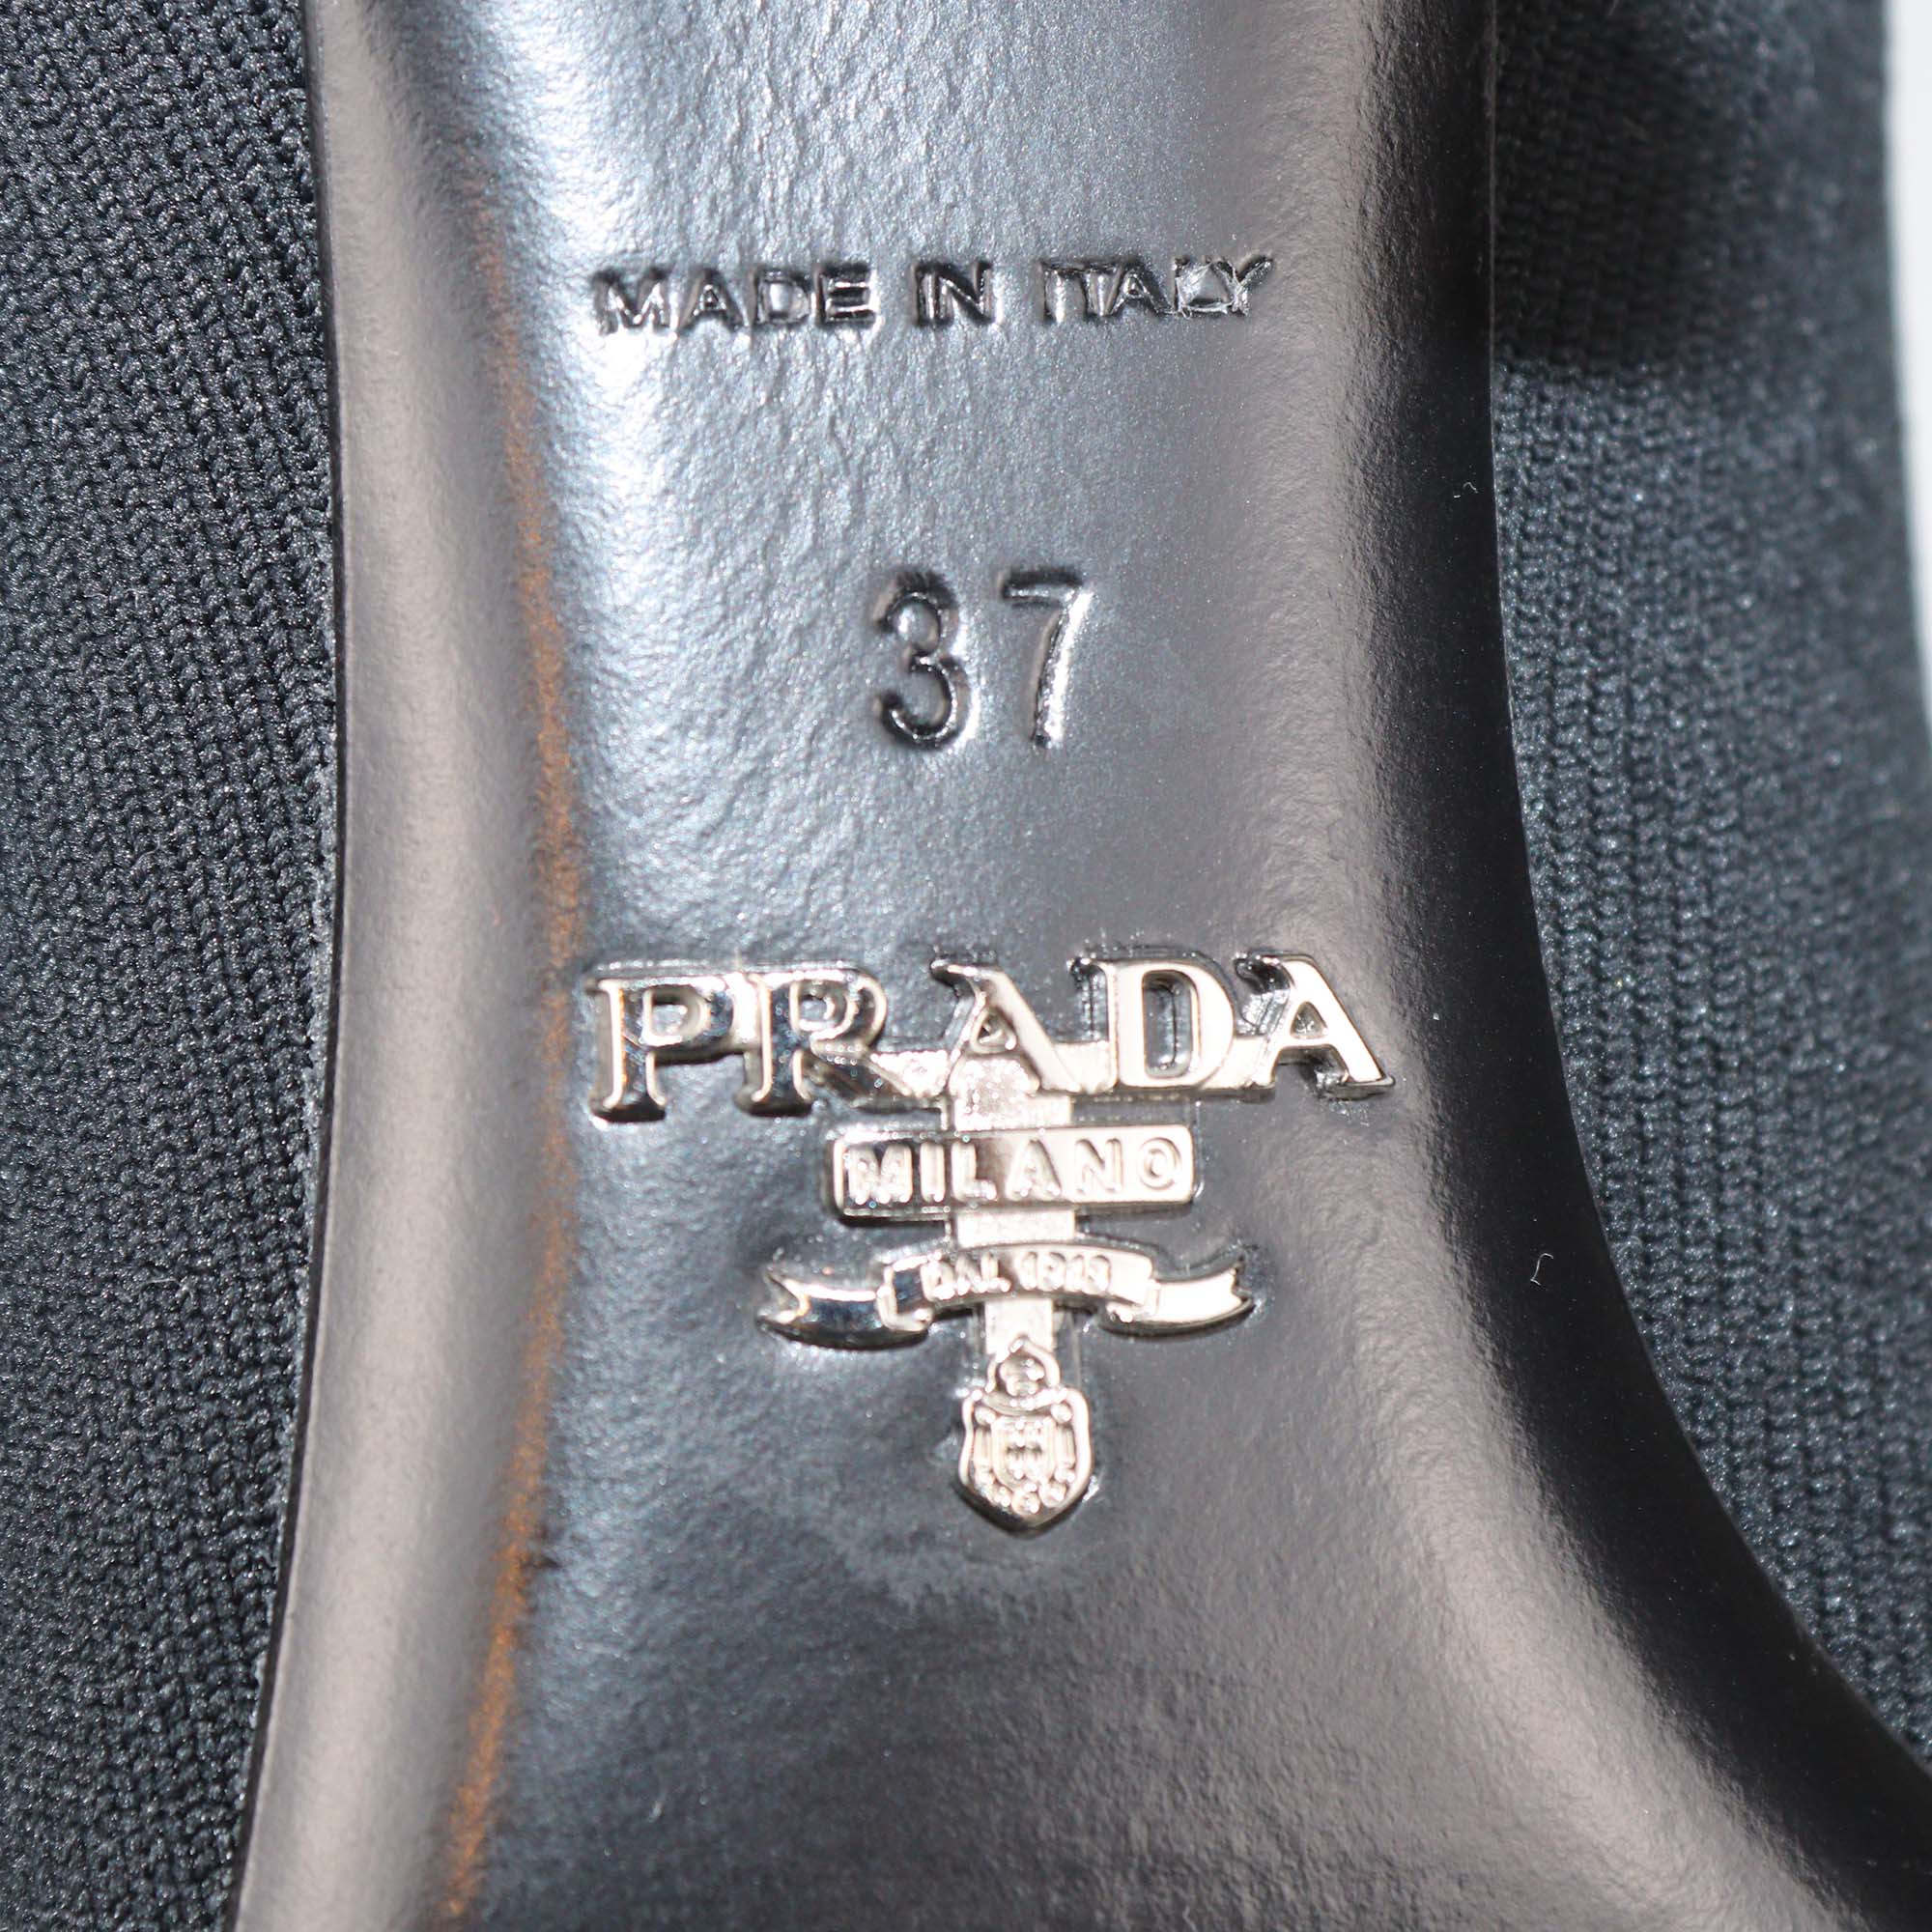 MADE IN ITALY
37
PRADA
MILANO
DAL 1913